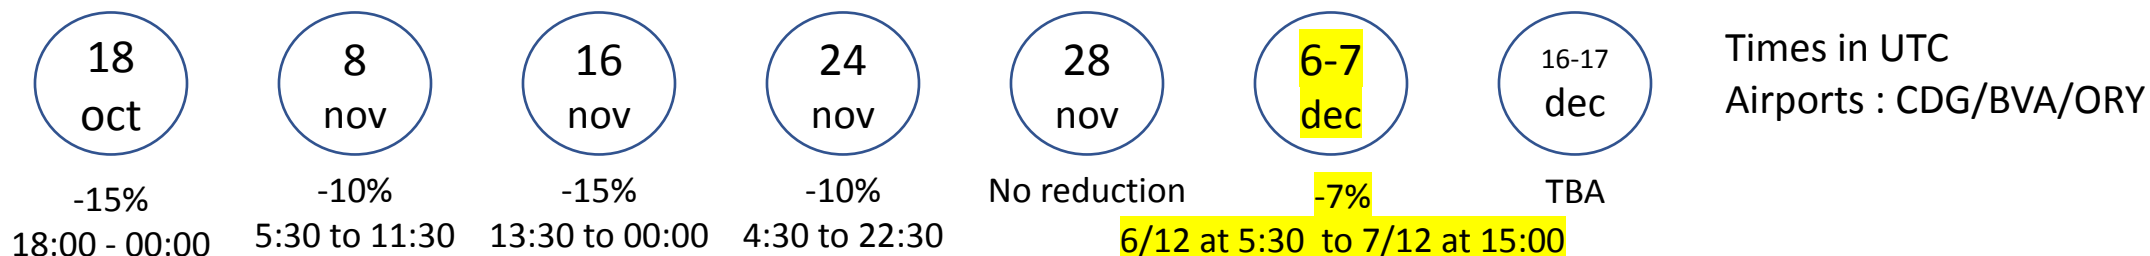 18
oct
-15%
18:00 - 00:00
8
nov
-10%
5:30 to 11:30
16
nov
-15%
13:30 to 00:00
24
nov
-10%
4:30 to 22:30
28
nov
No reduction
6-7
dec
-7%
6/12 at 5:30  to 7/12 at 15:00
16-17
dec
TBA
Times in UTC
Airports : CDG/BVA/ORY